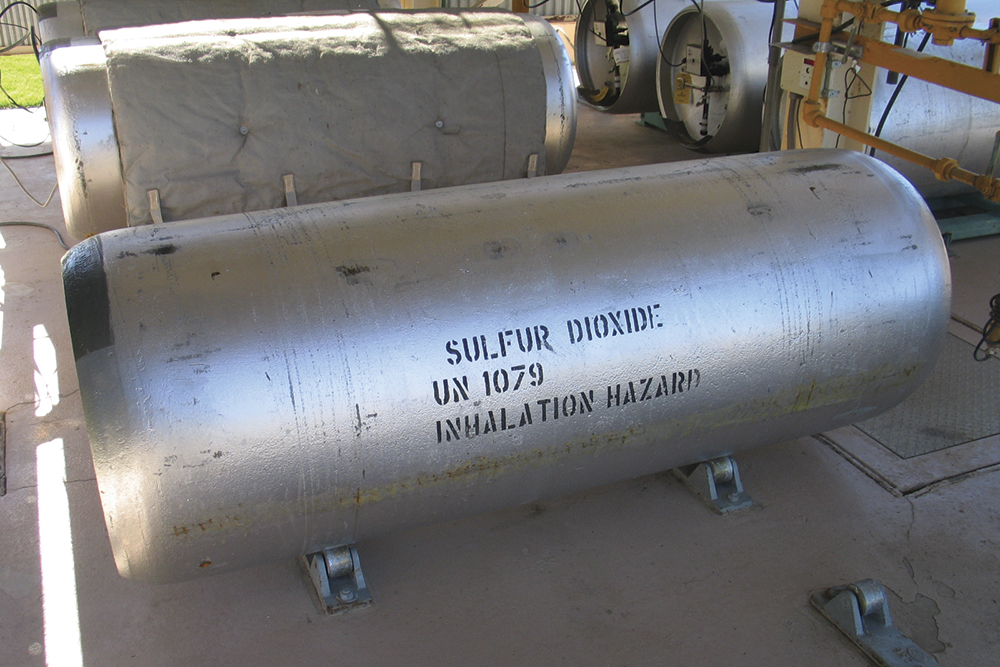 SULFUR DIOXIDE
UN 1079
INHALATION HAZARD